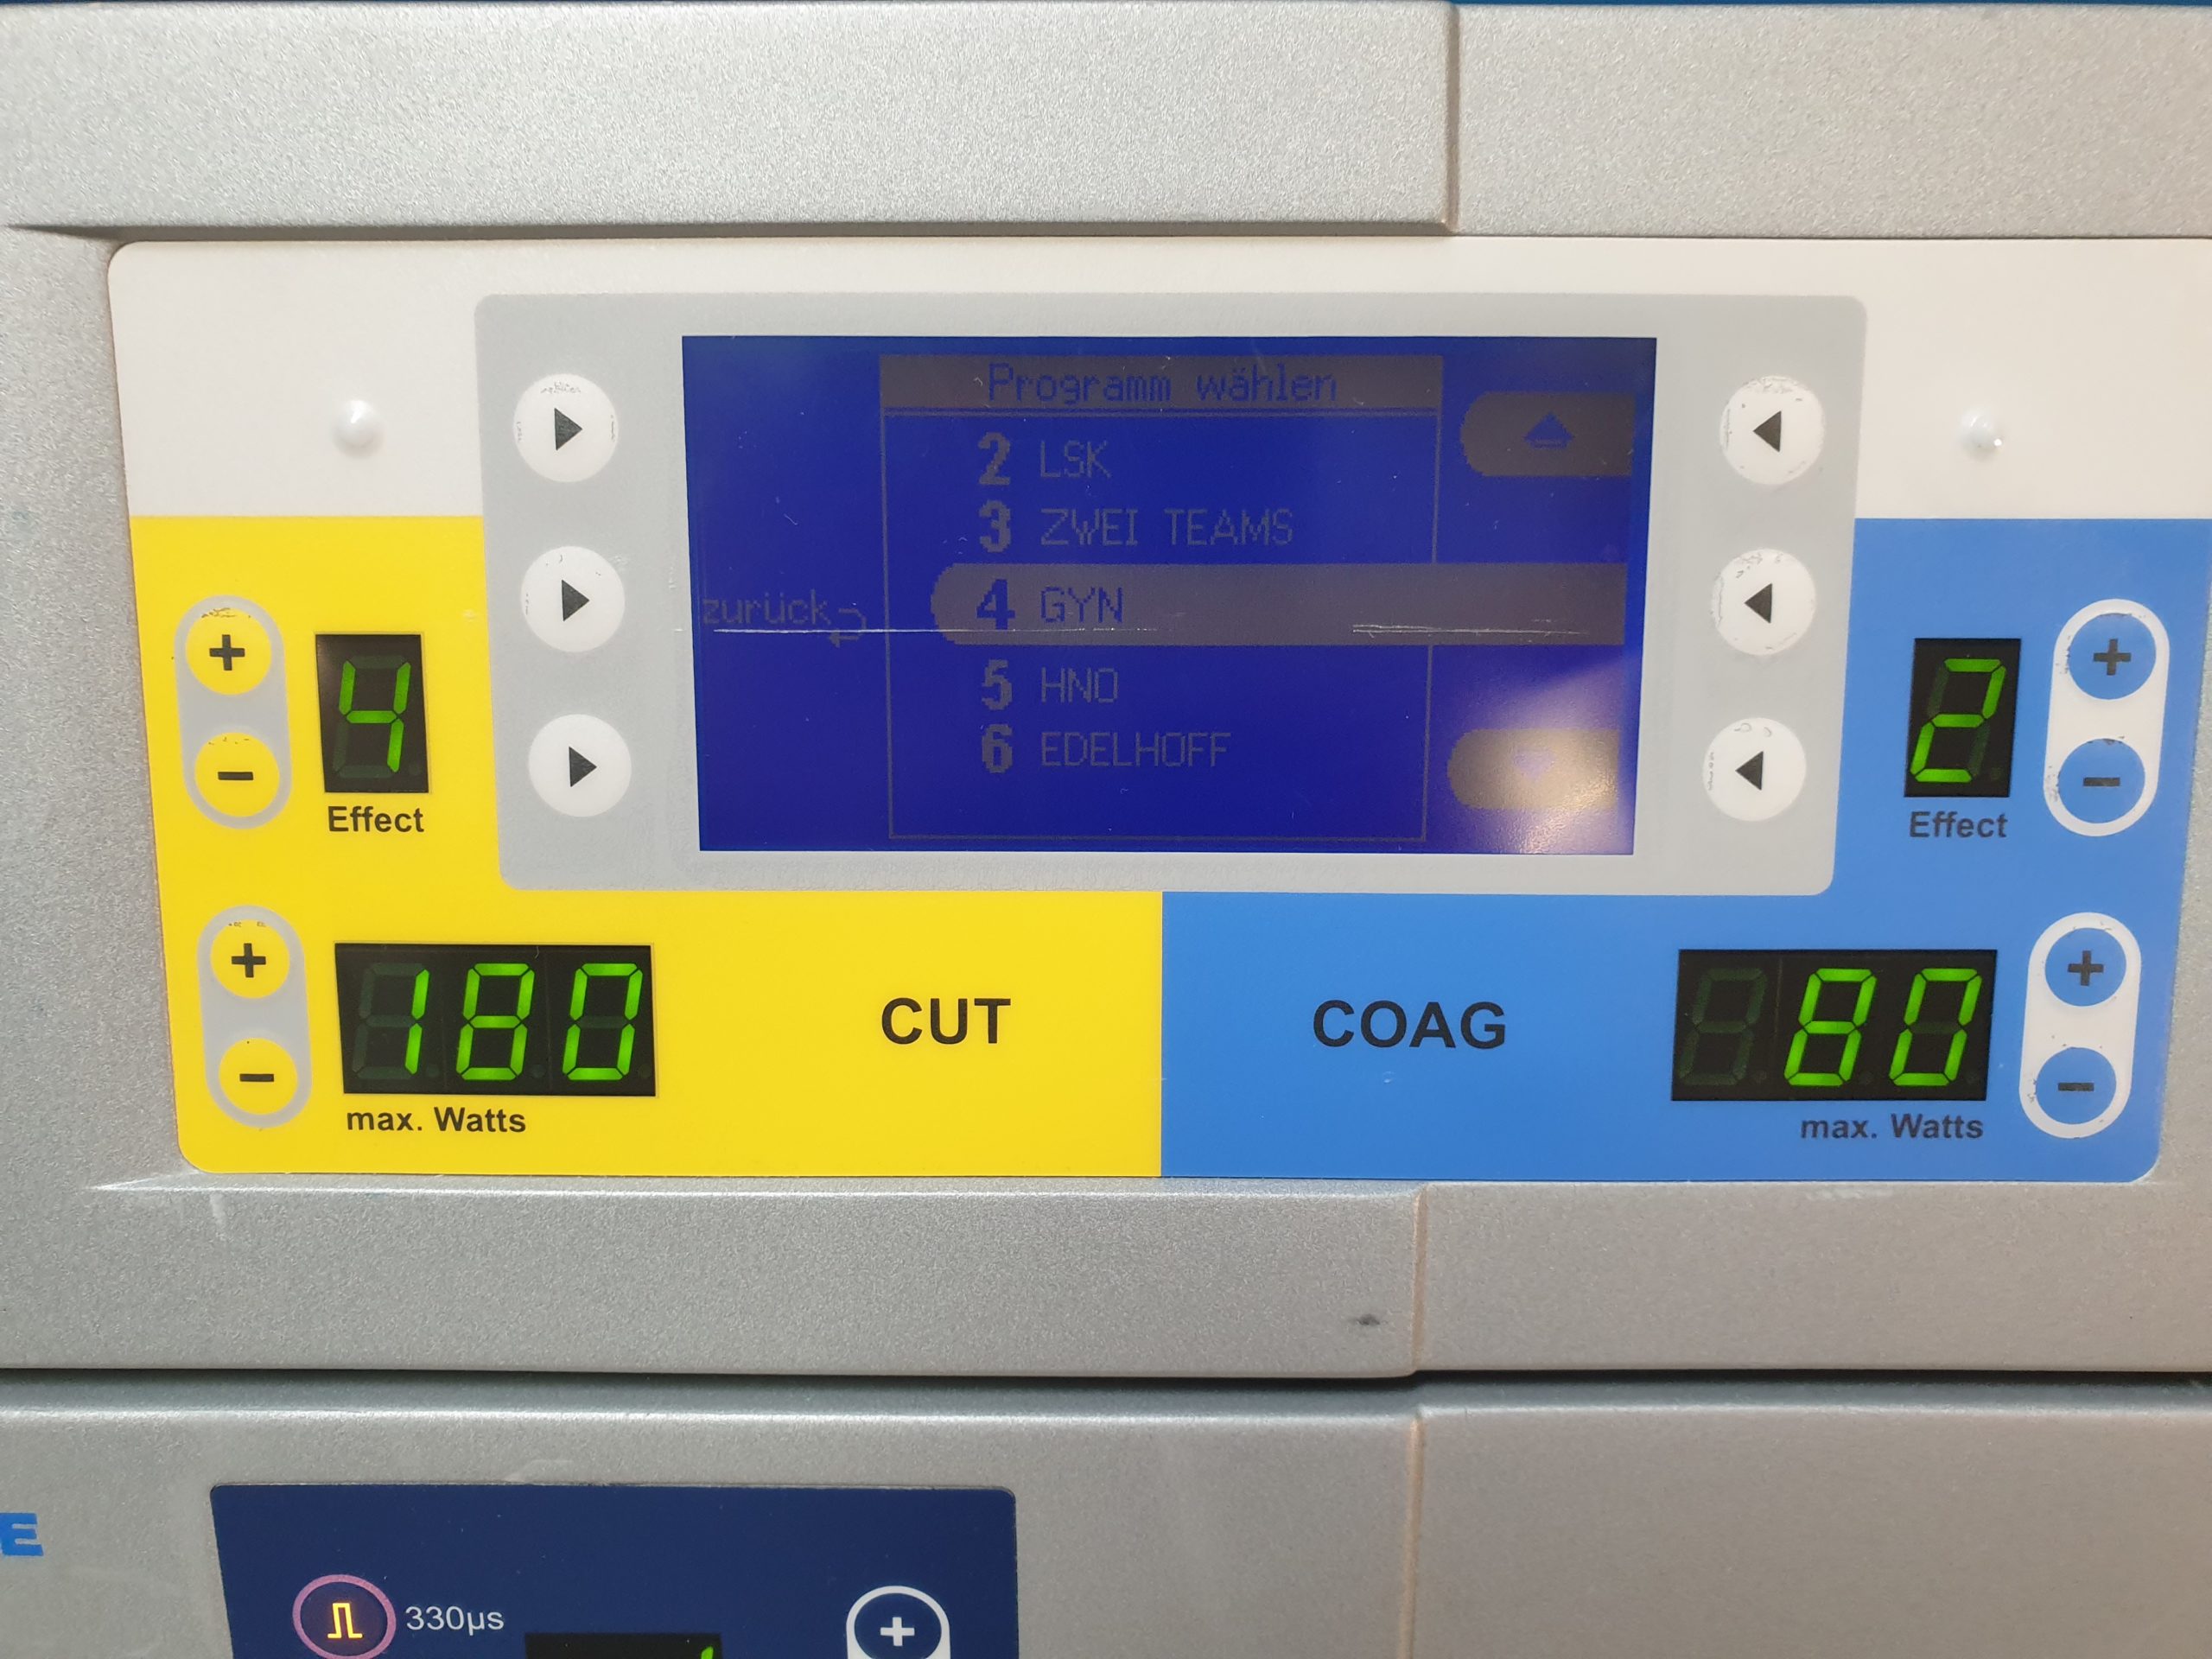 Programm wählen
2 LSK
3 ZWEI TEAMS
zurück
4 GYN
5 HNO
6 EDELHOFF
+
-
4
Effect
+
-
2
Effect
+
-
180
max. Watts
CUT
COAG
80
max. Watts
+
-
E
330µs
+